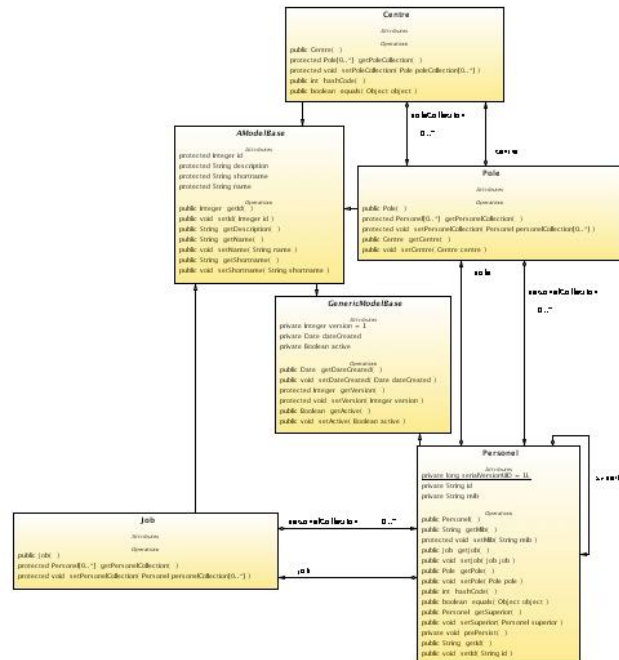 Centre
Attributes
Operations
public Centre( )
protected Pole[0..*] getPoleCollection( )
protected void setPoleCollection( Pole poleCollection[0..*] )
public int hashCode( )
public boolean equals( Object object )
poleCollection
0..*
centre
AModelBase
Attributes
protected Integer id
protected String description
protected String shortname
protected String name
Operations
public Integer getId( )
public void setId( Integer id )
public String getDescription( )
public String getName( )
public void setName( String name )
public String getShortname( )
public void setShortname( String shortname )
Pole
Attributes
Operations
public Pole( )
protected Personel[0..*] getPersonelCollection( )
protected void setPersonelCollection( Personel personelCollection[0..*] )
public Centre getCentre( )
public void setCentre( Centre centre )
pole
personelCollection
0..*
GenericModelBase
Attributes
private Integer version = 1
private Date dateCreated
private Boolean active
Operations
public Date getDateCreated( )
public void setDateCreated( Date dateCreated )
protected Integer getVersion( )
protected void setVersion( Integer version )
public Boolean getActive( )
public void setActive( Boolean active )
Personel
Attributes
private long serialVersionUID = 1L
private String id
private String mib
Operations
public Personel( )
public String getMib( )
protected void setMib( String mib )
public Job getJob( )
public void setJob( Job job )
public Pole getPole( )
public void setPole( Pole pole )
public int hashCode( )
public boolean equals( Object object )
public Personel getSuperior( )
public void setSuperior( Personel superior )
private void prePersist( )
public String getId( )
public void setId( String id )
Job
Attributes
Operations
public Job( )
protected Personel[0..*] getPersonelCollection( )
protected void setPersonelCollection( Personel personelCollection[0..*] )
personelCollection
0..*
job